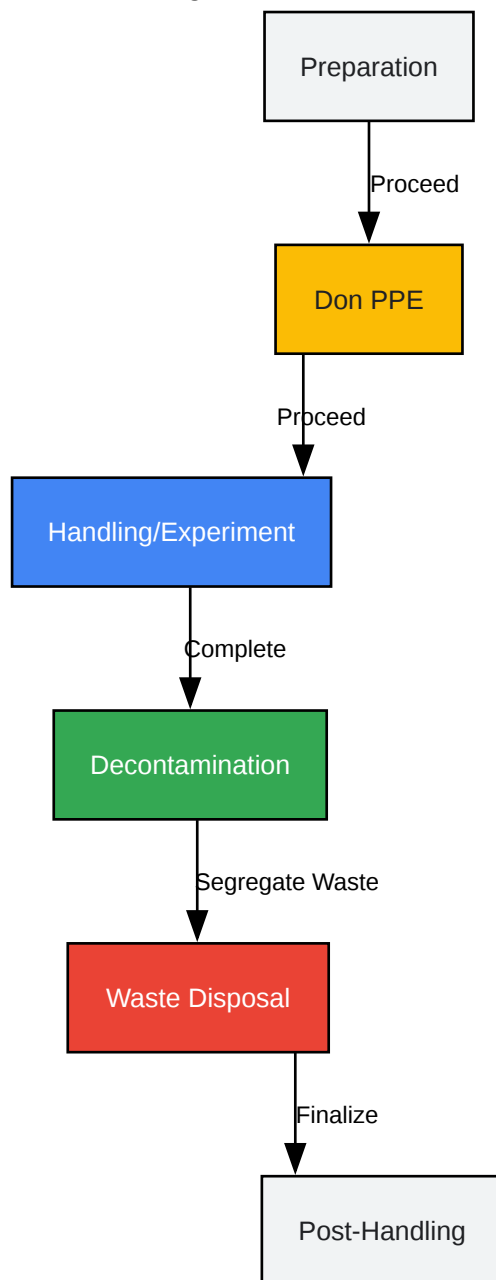 Preparation
Proceed
Don PPE
Proceed
Handling/Experiment
Complete
Decontamination
Segregate Waste
Waste Disposal
Finalize
Post-Handling